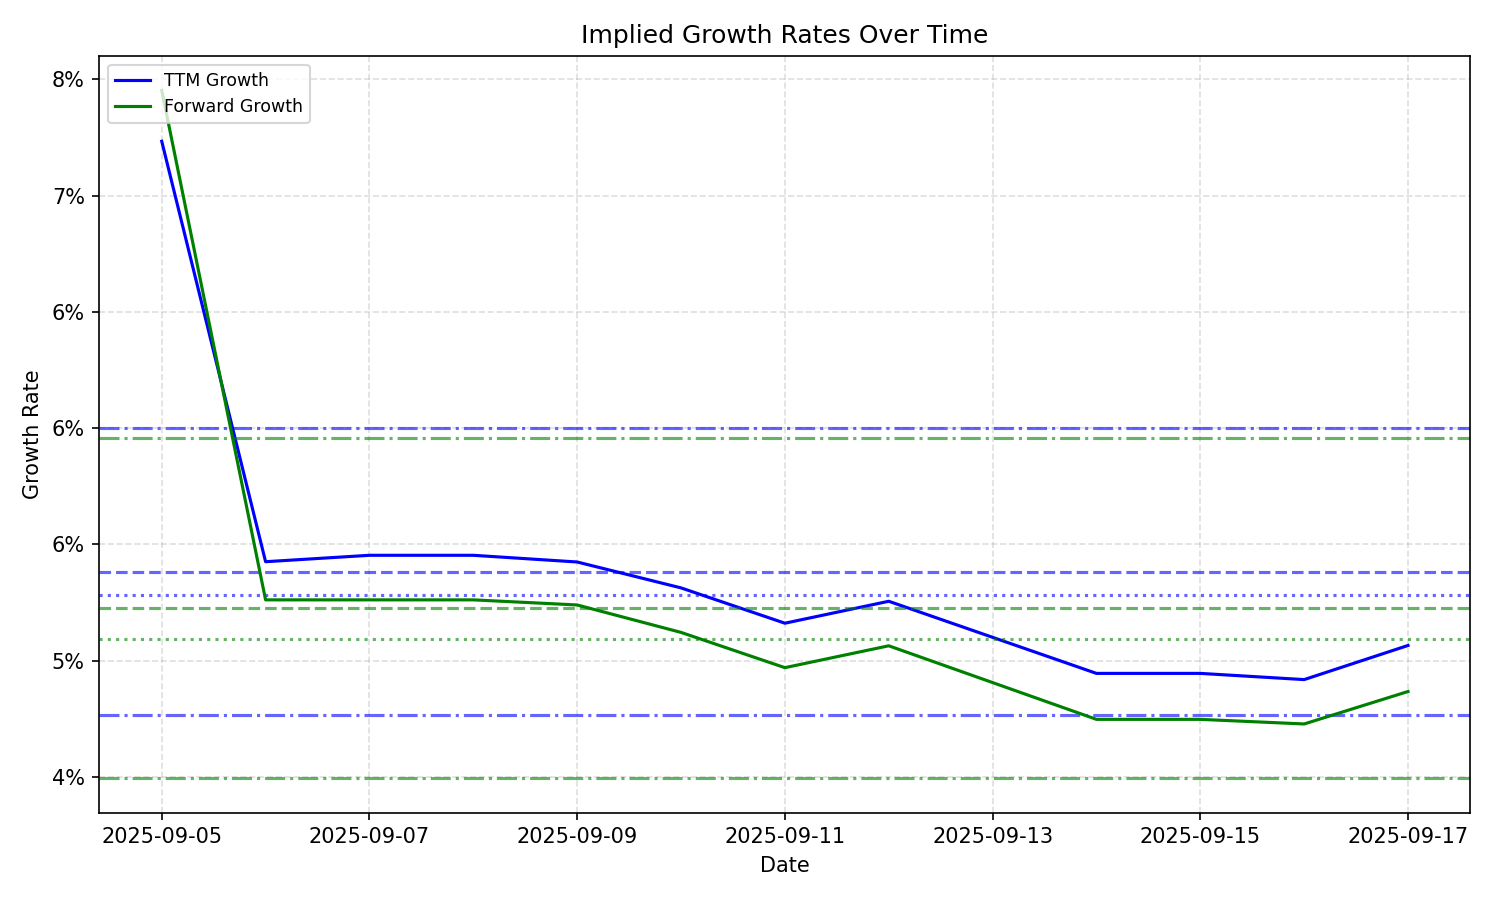 Implied Growth Rates Over Time
TTM Growth
Forward Growth
8%
7%
6%
6%
6%
5%
4%
Growth Rate
2025-09-05
2025-09-07
2025-09-09
2025-09-11
2025-09-13
2025-09-15
2025-09-17
Date